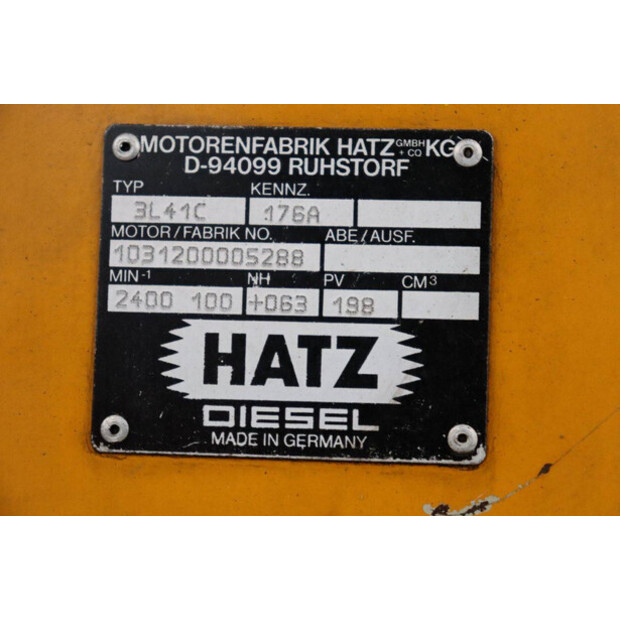 MOTORENFABRIK HATZ GMBH + CO KG
D-94099 RUHSTORF
TYP KENNZ.
3L41C 176A
MOTOR/FABRIK NO. ABE/AUSF.
1031200005288
MIN-1 NH PV CM3
2400 100 +063 198
HATZ
DIESEL
MADE IN GERMANY